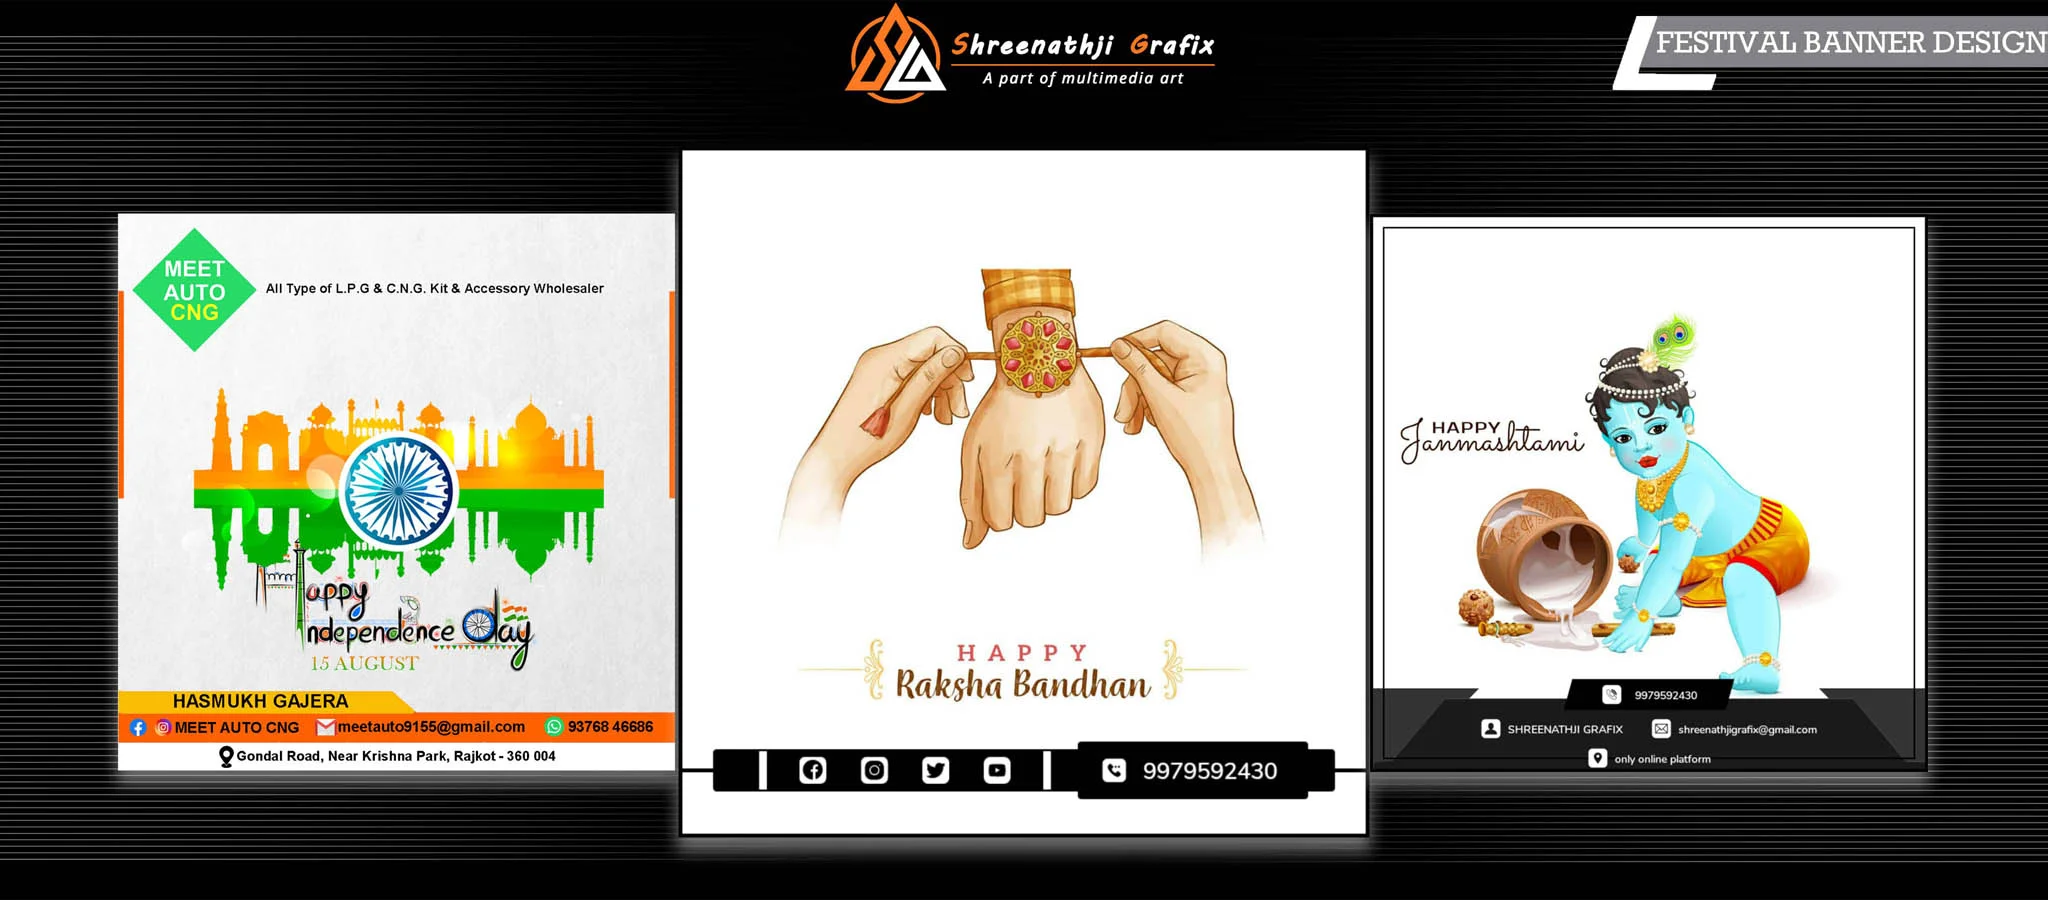 Shreenathji Grafix
A part of multimedia art
FESTIVAL BANNER DESIGN
MEET
AUTO
CNG
All Type of L.P.G & C.N.G. Kit & Accessory Wholesaler
Happy
Independence day
15 AUGUST
HASMUKH GAJERA
MEET AUTO CNG meetauto9155@gmail.com 93768 46686
Gondal Road, Near Krishna Park, Rajkot - 360 004
HAPPY
Raksha Bandhan
9979592430
HAPPY
Janmashtami
9979592430
SHREENATHJI GRAFIX shreenathjigrafix@gmail.com
only online platform